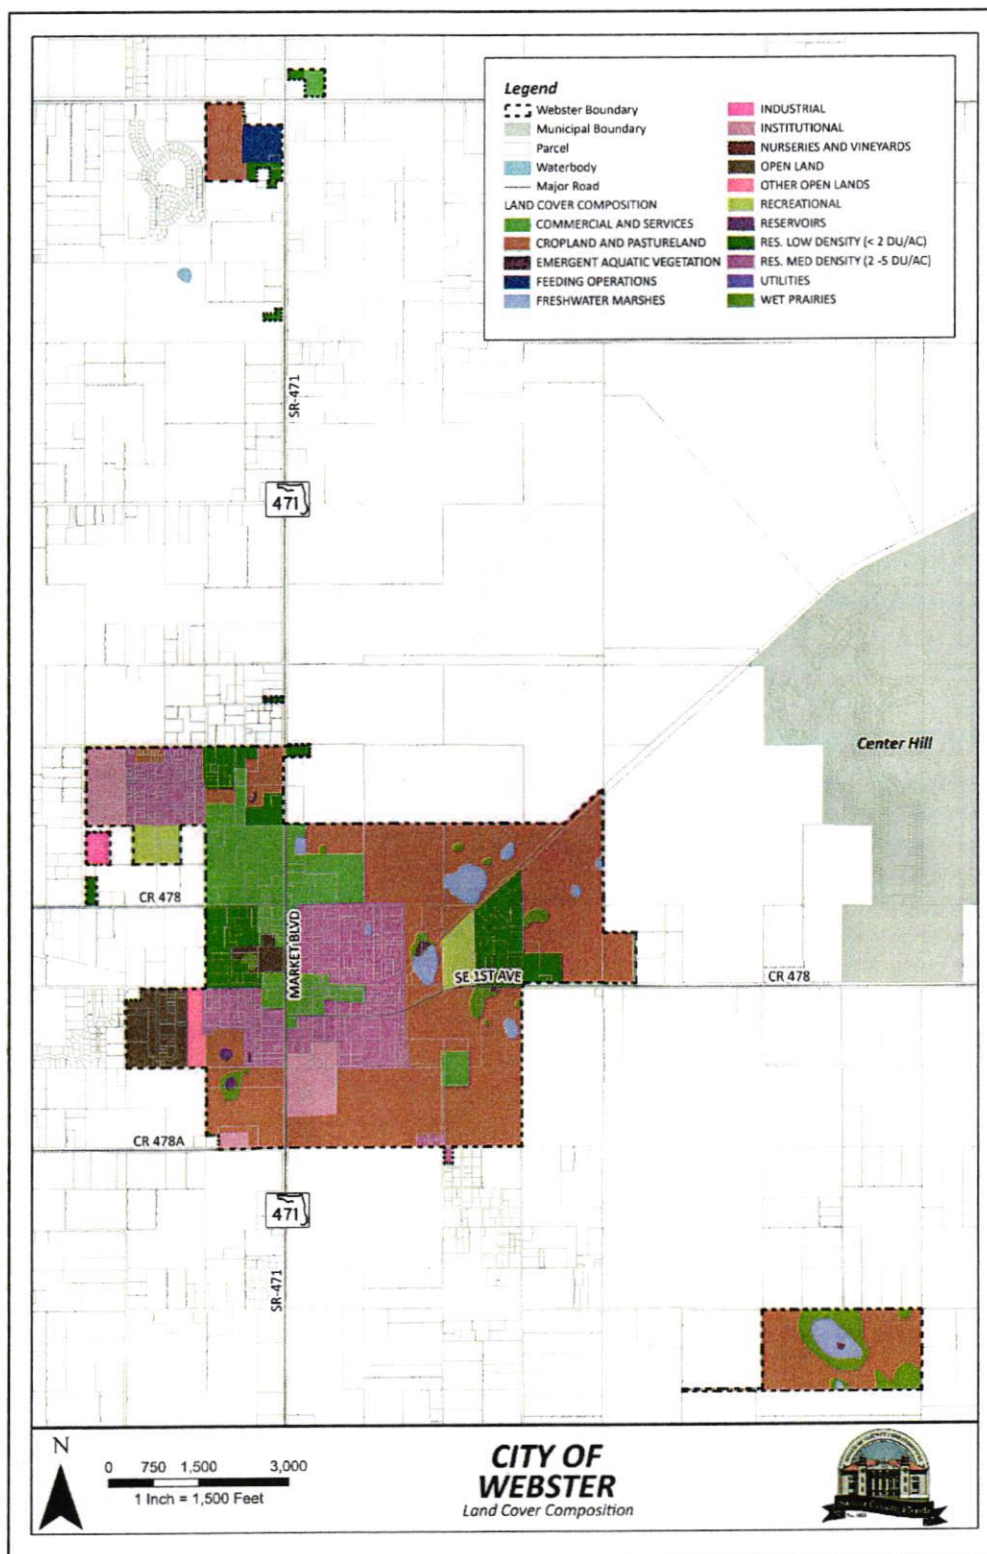 Legend
Webster Boundary
Municipal Boundary
Parcel
Waterbody
Major Road
LAND COVER COMPOSITION
COMMERCIAL AND SERVICES
CROPLAND AND PASTURELAND
EMERGENT AQUATIC VEGETATION
FEEDING OPERATIONS
FRESHWATER MARSHES
INDUSTRIAL
INSTITUTIONAL
NURSERIES AND VINEYARDS
OPEN LAND
OTHER OPEN LANDS
RECREATIONAL
RESERVOIRS
RES. LOW DENSITY (< 2 DU/AC)
RES. MED DENSITY (2 -5 DU/AC)
UTILITIES
WET PRAIRIES
SR-471
471
Center Hill
CR 478
MARKET BLVD
SE 1ST AVE
CR 478
CR 478A
471
SR-471
N
0 750 1,500 3,000
1 Inch = 1,500 Feet
CITY OF
WEBSTER
Land Cover Composition